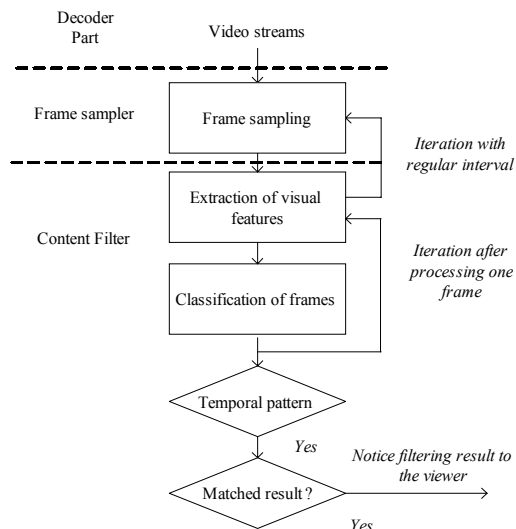 Decoder
Part
Video streams
Frame sampler
Frame sampling
Iteration with
regular interval
Extraction of visual
features
Content Filter
Iteration after
processing one
frame
Classification of frames
Temporal pattern
Yes
Notice filtering result to
the viewer
Matched result ?
Yes